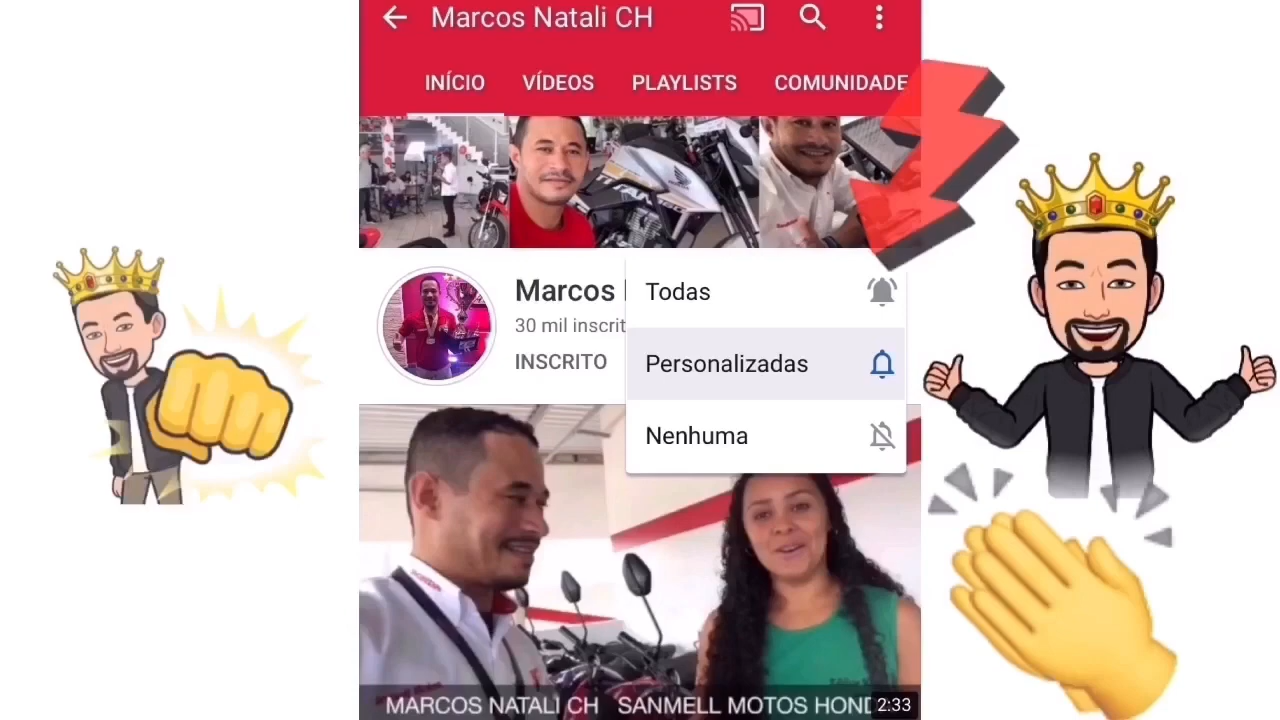 Marcos Natali CH
INÍCIO VÍDEOS PLAYLISTS COMUNIDADE
Marcos
30 mil inscrit
INSCRITO
Todas
Personalizadas
Nenhuma
MARCOS NATALI CH SANMELL MOTOS HOND
2:33